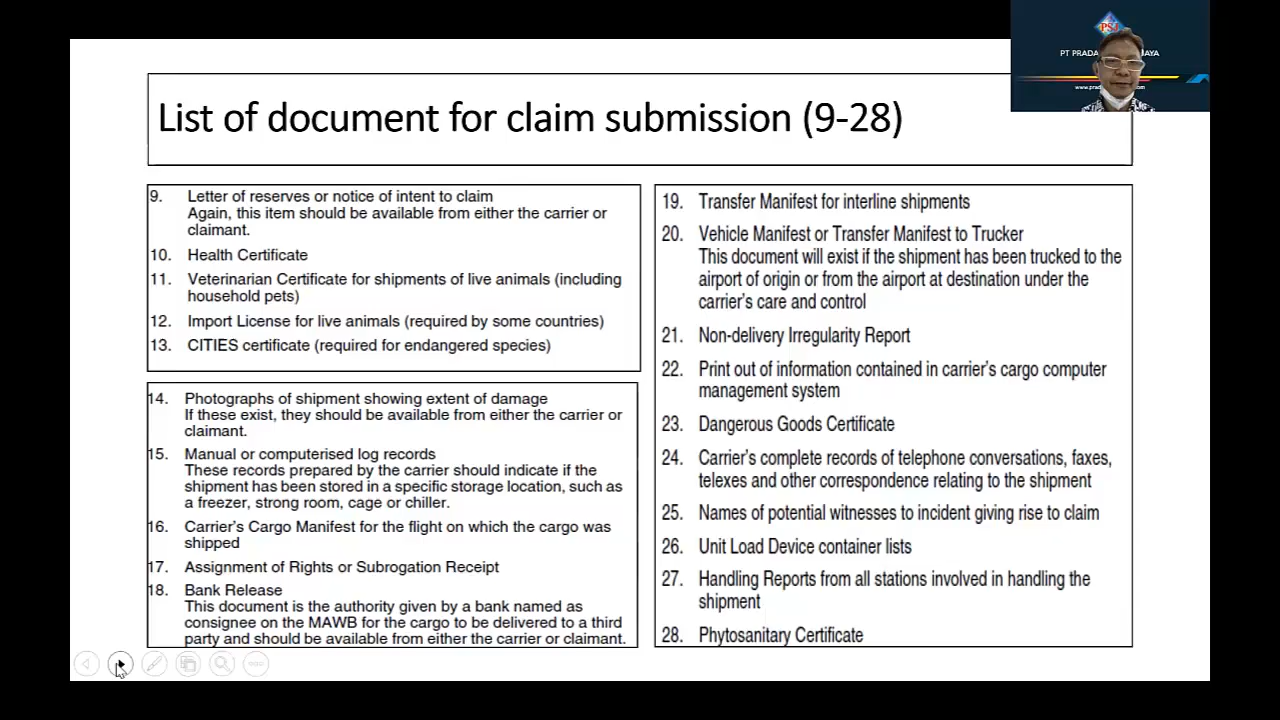 PSJ
PT PRADA
JAYA
www.prad
om
List of document for claim submission (9-28)
9. Letter of reserves or notice of intent to claim
Again, this item should be available from either the carrier or
claimant.
10. Health Certificate
11. Veterinarian Certificate for shipments of live animals (including
household pets)
12. Import License for live animals (required by some countries)
13. CITIES certificate (required for endangered species)
14. Photographs of shipment showing extent of damage
If these exist, they should be available from either the carrier or
claimant.
15. Manual or computerised log records
These records prepared by the carrier should indicate if the
shipment has been stored in a specific storage location, such as
a freezer, strong room, cage or chiller.
16. Carrier's Cargo Manifest for the flight on which the cargo was
shipped
17. Assignment of Rights or Subrogation Receipt
18. Bank Release
This document is the authority given by a bank named as
consignee on the MAWB for the cargo to be delivered to a third
party and should be available from either the carrier or claimant.
19. Transfer Manifest for interline shipments
20. Vehicle Manifest or Transfer Manifest to Trucker
This document will exist if the shipment has been trucked to the
airport of origin or from the airport at destination under the
carrier's care and control
21. Non-delivery Irregularity Report
22. Print out of information contained in carrier's cargo computer
management system
23. Dangerous Goods Certificate
24. Carrier's complete records of telephone conversations, faxes,
telexes and other correspondence relating to the shipment
25. Names of potential witnesses to incident giving rise to claim
26. Unit Load Device container lists
27. Handling Reports from all stations involved in handling the
shipment
28. Phytosanitary Certificate